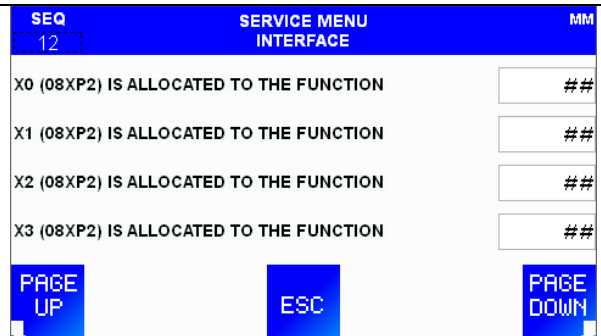 SEQ
12
SERVICE MENU
INTERFACE
MM
X0 (08XP2) IS ALLOCATED TO THE FUNCTION ##
X1 (08XP2) IS ALLOCATED TO THE FUNCTION ##
X2 (08XP2) IS ALLOCATED TO THE FUNCTION ##
X3 (08XP2) IS ALLOCATED TO THE FUNCTION ##
PAGE
UP
ESC
PAGE
DOWN